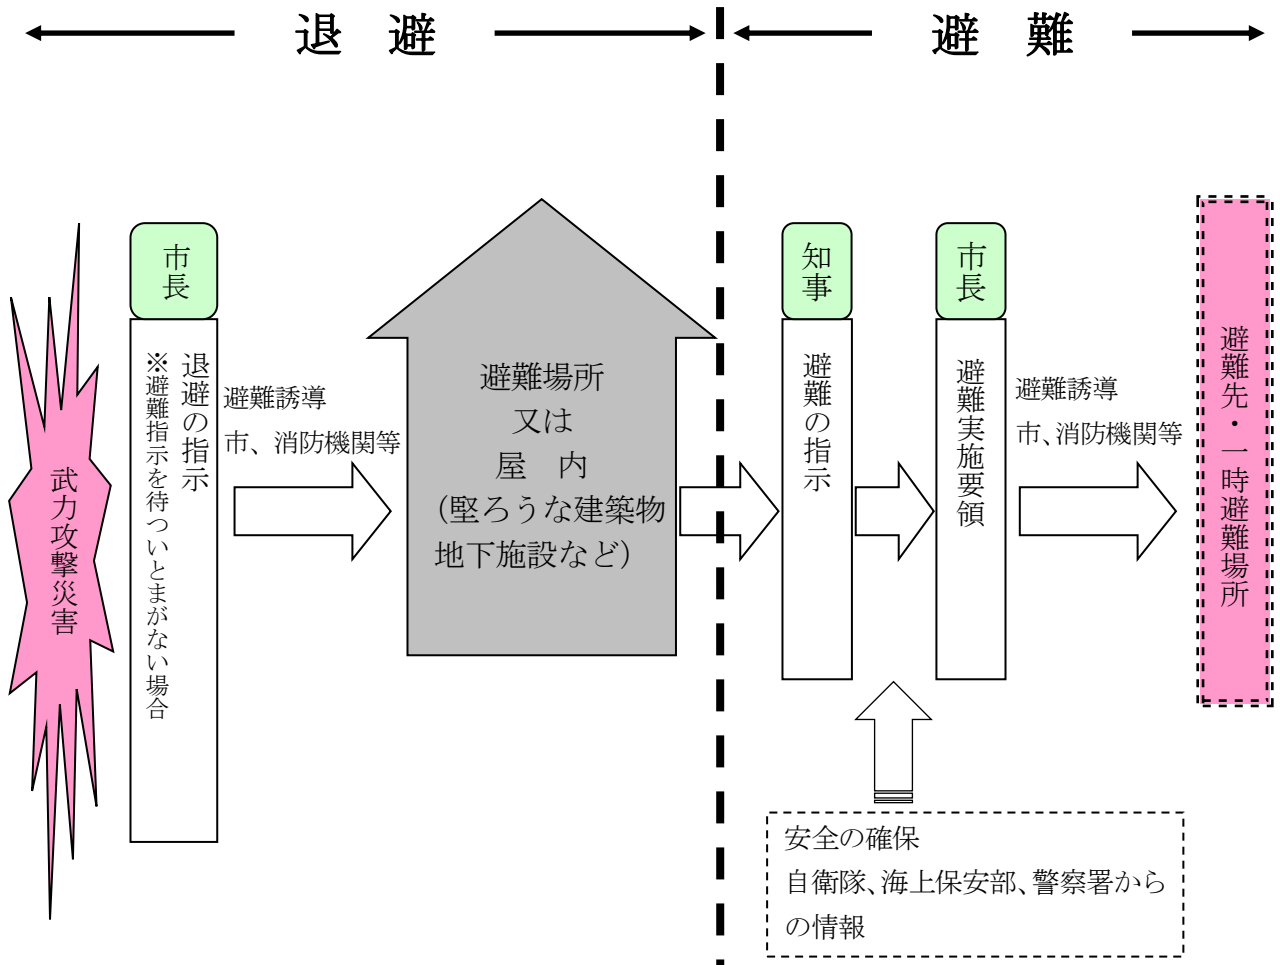 退　避
避　難
武力攻撃災害
市長
退避の指示
※避難指示を待ついとまがない場合
避難誘導
市、消防機関等
避難場所
又は
屋　内
（堅ろうな建築物
地下施設など）
知事
避難の指示
市長
避難実施要領
避難誘導
市、消防機関等
避難先・一時避難場所
安全の確保
自衛隊、海上保安部、警察署から
の情報